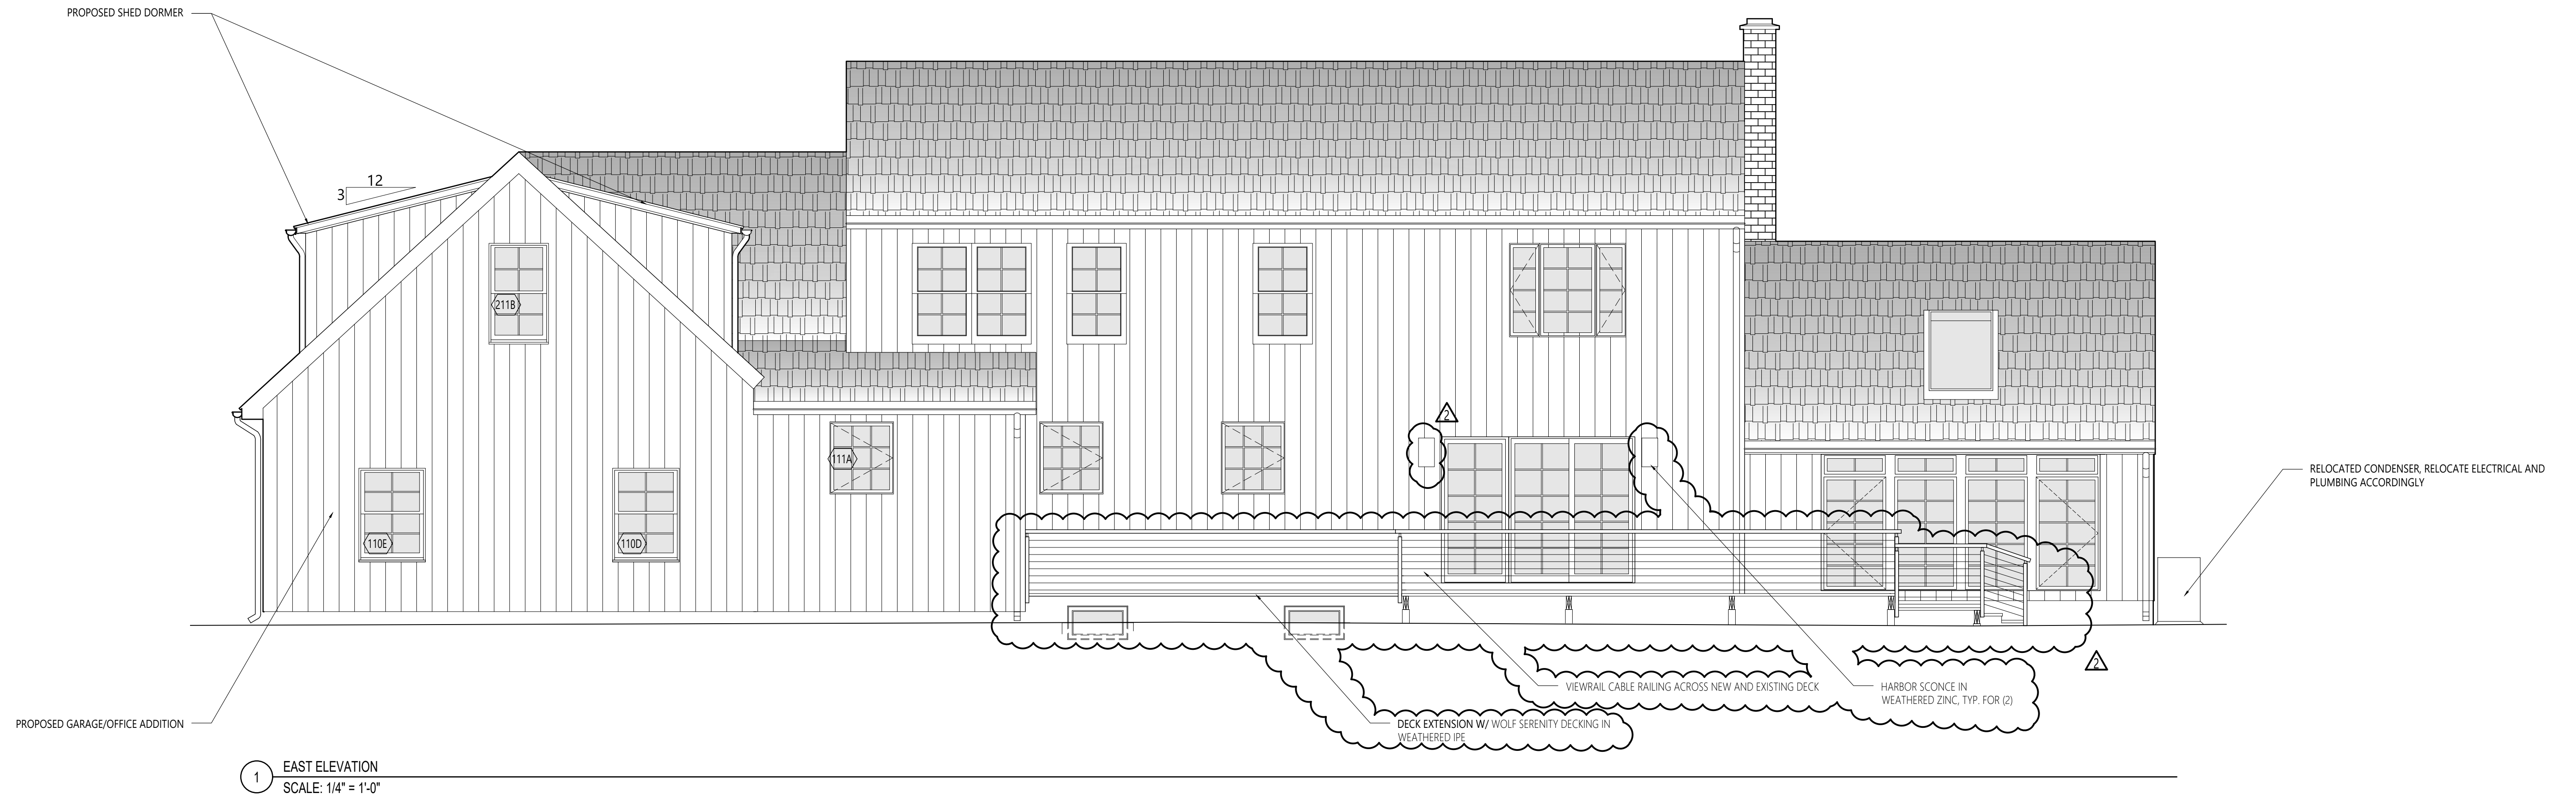 PROPOSED SHED DORMER
12
3
211B
2
111A
RELOCATED CONDENSER, RELOCATE ELECTRICAL AND
PLUMBING ACCORDINGLY
110E
110D
2
VIEWRAIL CABLE RAILING ACROSS NEW AND EXISTING DECK
HARBOR SCONCE IN
WEATHERED ZINC, TYP. FOR (2)
PROPOSED GARAGE/OFFICE ADDITION
DECK EXTENSION W/ WOLF SERENITY DECKING IN
WEATHERED IPE
1
EAST ELEVATION
SCALE: 1/4" = 1'-0"